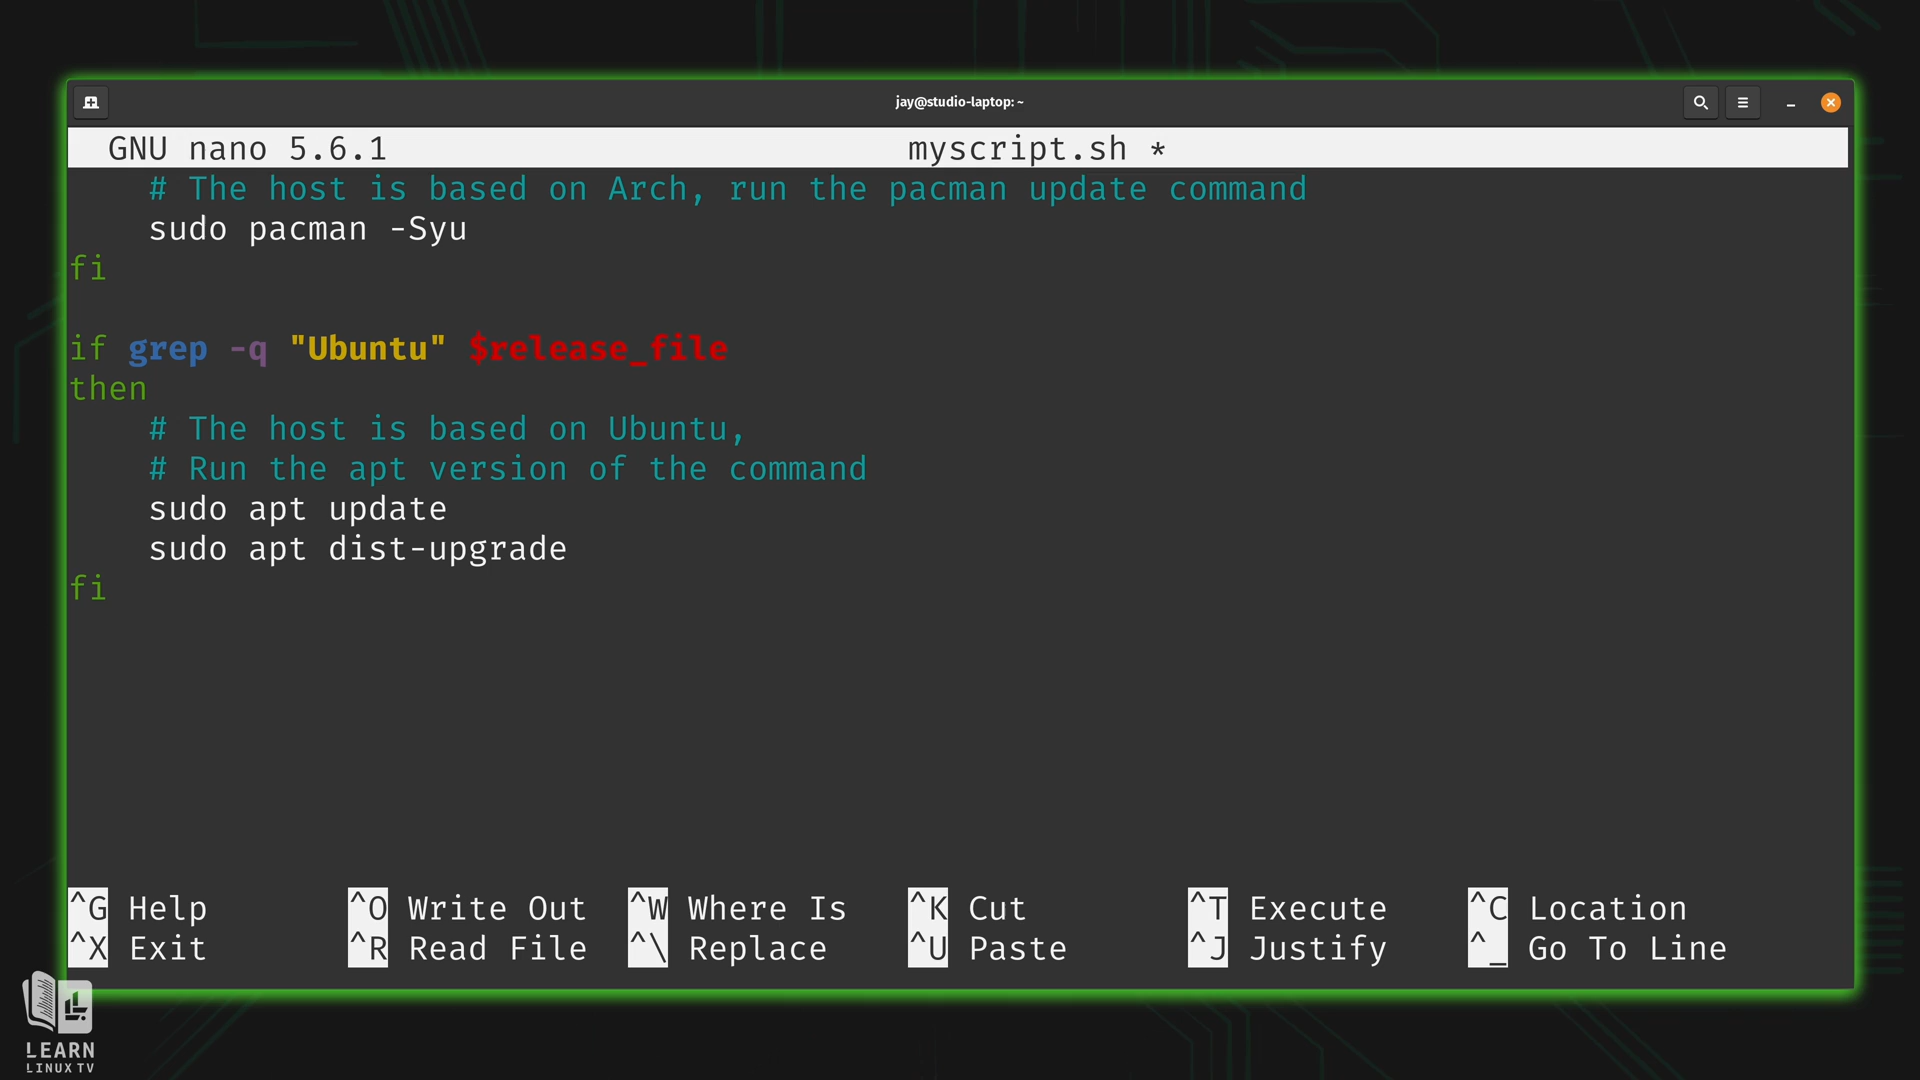 jay@studio-laptop: ~
GNU nano 5.6.1 myscript.sh *
# The host is based on Arch, run the pacman update command
sudo pacman -Syu
fi
if grep -q "Ubuntu" $release_file
then
# The host is based on Ubuntu,
# Run the apt version of the command
sudo apt update
sudo apt dist-upgrade
fi
^G Help ^O Write Out ^W Where Is ^K Cut ^T Execute ^C Location
^X Exit ^R Read File ^\ Replace ^U Paste ^J Justify ^_ Go To Line
LEARN
LINUX TV